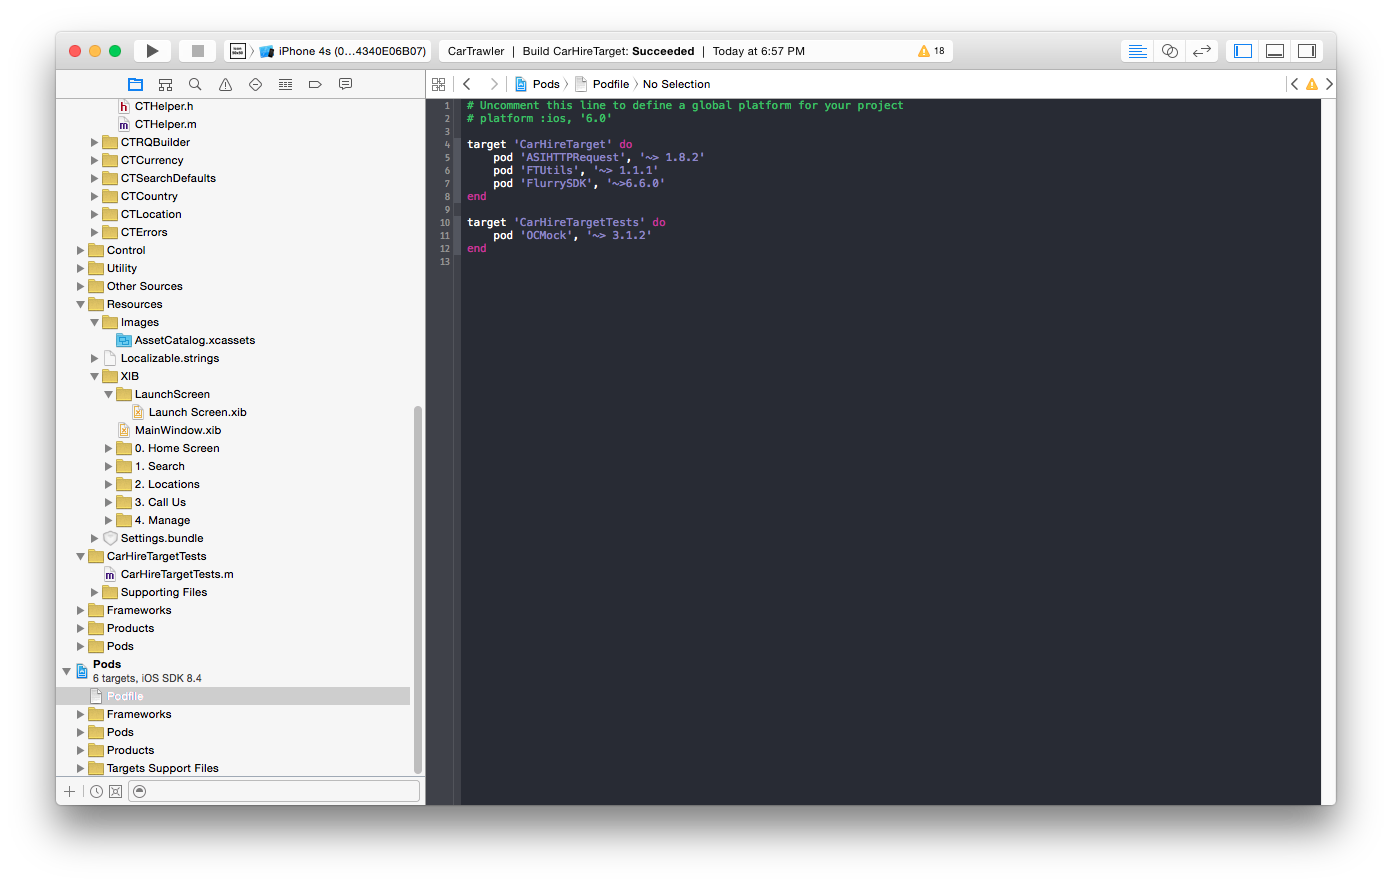 iPhone 4s (0...4340E06B07)
CarTrawler | Build CarHireTarget: Succeeded | Today at 6:57 PM
18
Pods
Podfile
No Selection
h CTHelper.h
m CTHelper.m
CTRQBuilder
CTCurrency
CTSearchDefaults
CTCountry
CTLocation
CTErrors
Control
Utility
Other Sources
Resources
Images
AssetCatalog.xcassets
Localizable.strings
XIB
LaunchScreen
Launch Screen.xib
MainWindow.xib
0. Home Screen
1. Search
2. Locations
3. Call Us
4. Manage
Settings.bundle
CarHireTargetTests
m CarHireTargetTests.m
Supporting Files
Frameworks
Products
Pods
Pods
6 targets, iOS SDK 8.4
Podfile
Frameworks
Pods
Products
Targets Support Files
1 # Uncomment this line to define a global platform for your project
2 # platform :ios, '6.0'
3
4 target 'CarHireTarget' do
5 pod 'ASIHTTPRequest', '~> 1.8.2'
6 pod 'FTUtils', '~> 1.1.1'
7 pod 'FlurrySDK', '~>6.6.0'
8 end
9
10 target 'CarHireTargetTests' do
11 pod 'OCMock', '~> 3.1.2'
12 end
13